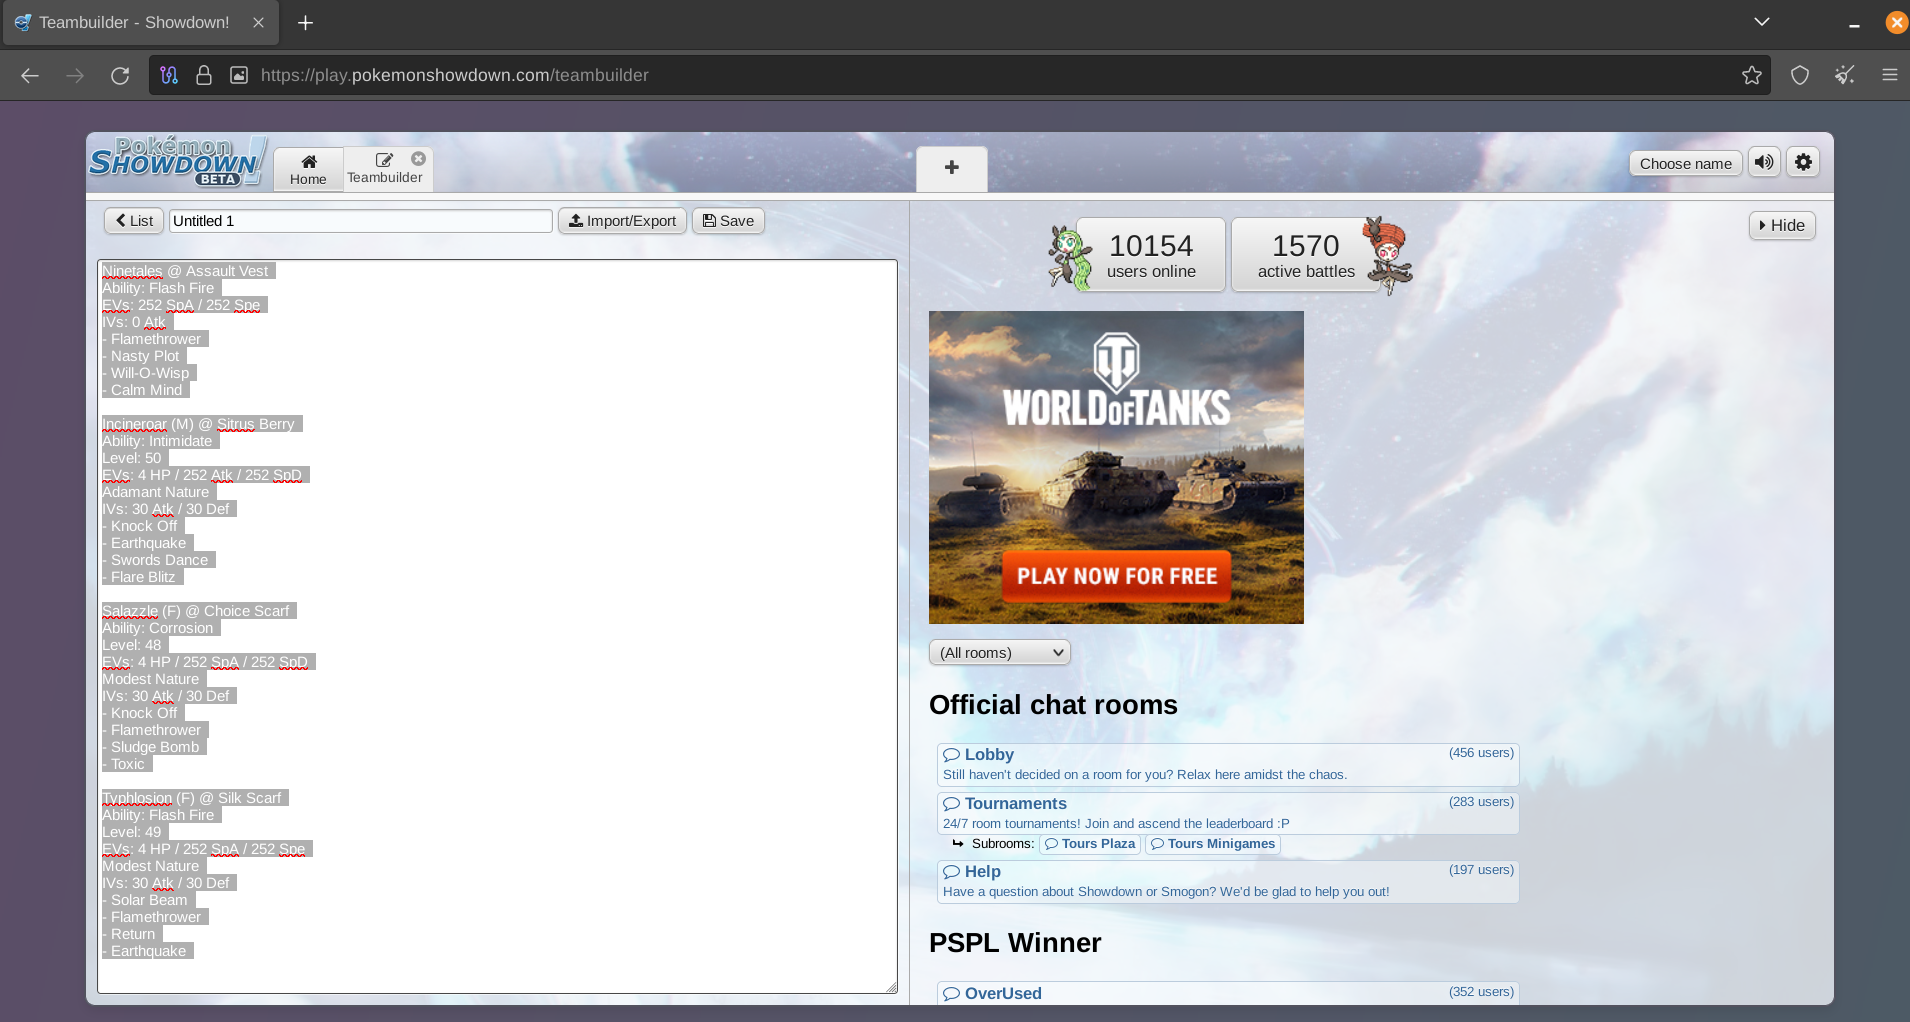 Teambuilder - Showdown!
https://play.pokemonshowdown.com/teambuilder
Pokémon
SHOWDOWN!
BETA
Home
Teambuilder
Choose name
List
Untitled 1
Import/Export
Save
Ninetales @ Assault Vest
Ability: Flash Fire
EVs: 252 SpA / 252 Spe
IVs: 0 Atk
- Flamethrower
- Nasty Plot
- Will-O-Wisp
- Calm Mind
Incineroar (M) @ Sitrus Berry
Ability: Intimidate
Level: 50
EVs: 4 HP / 252 Atk / 252 SpD
Adamant Nature
IVs: 30 Atk / 30 Def
- Knock Off
- Earthquake
- Swords Dance
- Flare Blitz
Salazzle (F) @ Choice Scarf
Ability: Corrosion
Level: 48
EVs: 4 HP / 252 SpA / 252 SpD
Modest Nature
IVs: 30 Atk / 30 Def
- Knock Off
- Flamethrower
- Sludge Bomb
- Toxic
Typhlosion (F) @ Silk Scarf
Ability: Flash Fire
Level: 49
EVs: 4 HP / 252 SpA / 252 Spe
Modest Nature
IVs: 30 Atk / 30 Def
- Solar Beam
- Flamethrower
- Return
- Earthquake
10154
users online
1570
active battles
Hide
WORLD OF TANKS
PLAY NOW FOR FREE
(All rooms)
Official chat rooms
Lobby (456 users)
Still haven't decided on a room for you? Relax here amidst the chaos.
Tournaments (283 users)
24/7 room tournaments! Join and ascend the leaderboard :P
Subrooms: Tours Plaza Tours Minigames
Help (197 users)
Have a question about Showdown or Smogon? We'd be glad to help you out!
PSPL Winner
OverUsed (352 users)